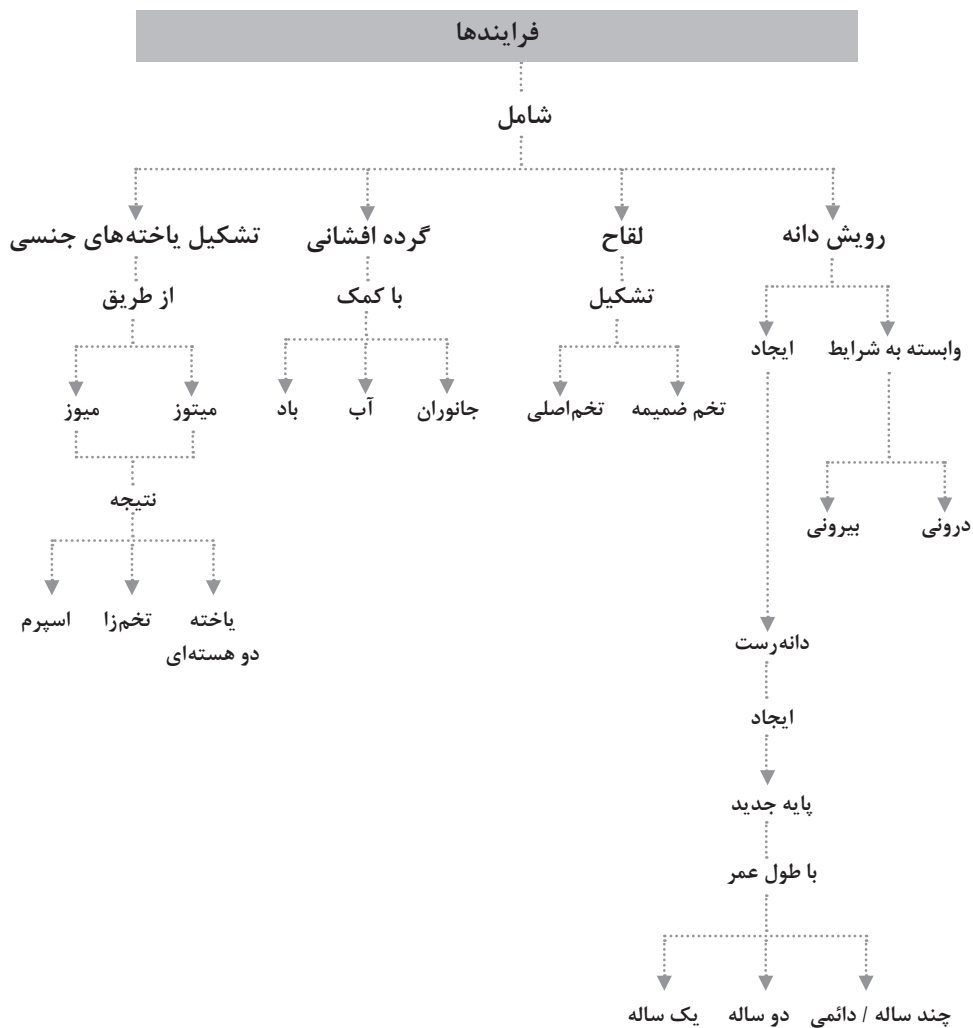 فرایندها
شامل
رویش دانه
لقاح
گرده افشانی
تشکیل یاخته‌های جنسی
وابسته به شرایط
ایجاد
تشکیل
با کمک
از طریق
تخم ضمیمه
تخم‌اصلی
جانوران
آب
باد
میتوز
میوز
درونی
بیرونی
نتیجه
یاخته
دو هسته‌ای
تخم‌زا
اسپرم
دانه‌رست
ایجاد
پایه جدید
با طول عمر
چند ساله / دائمی
دو ساله
یک ساله